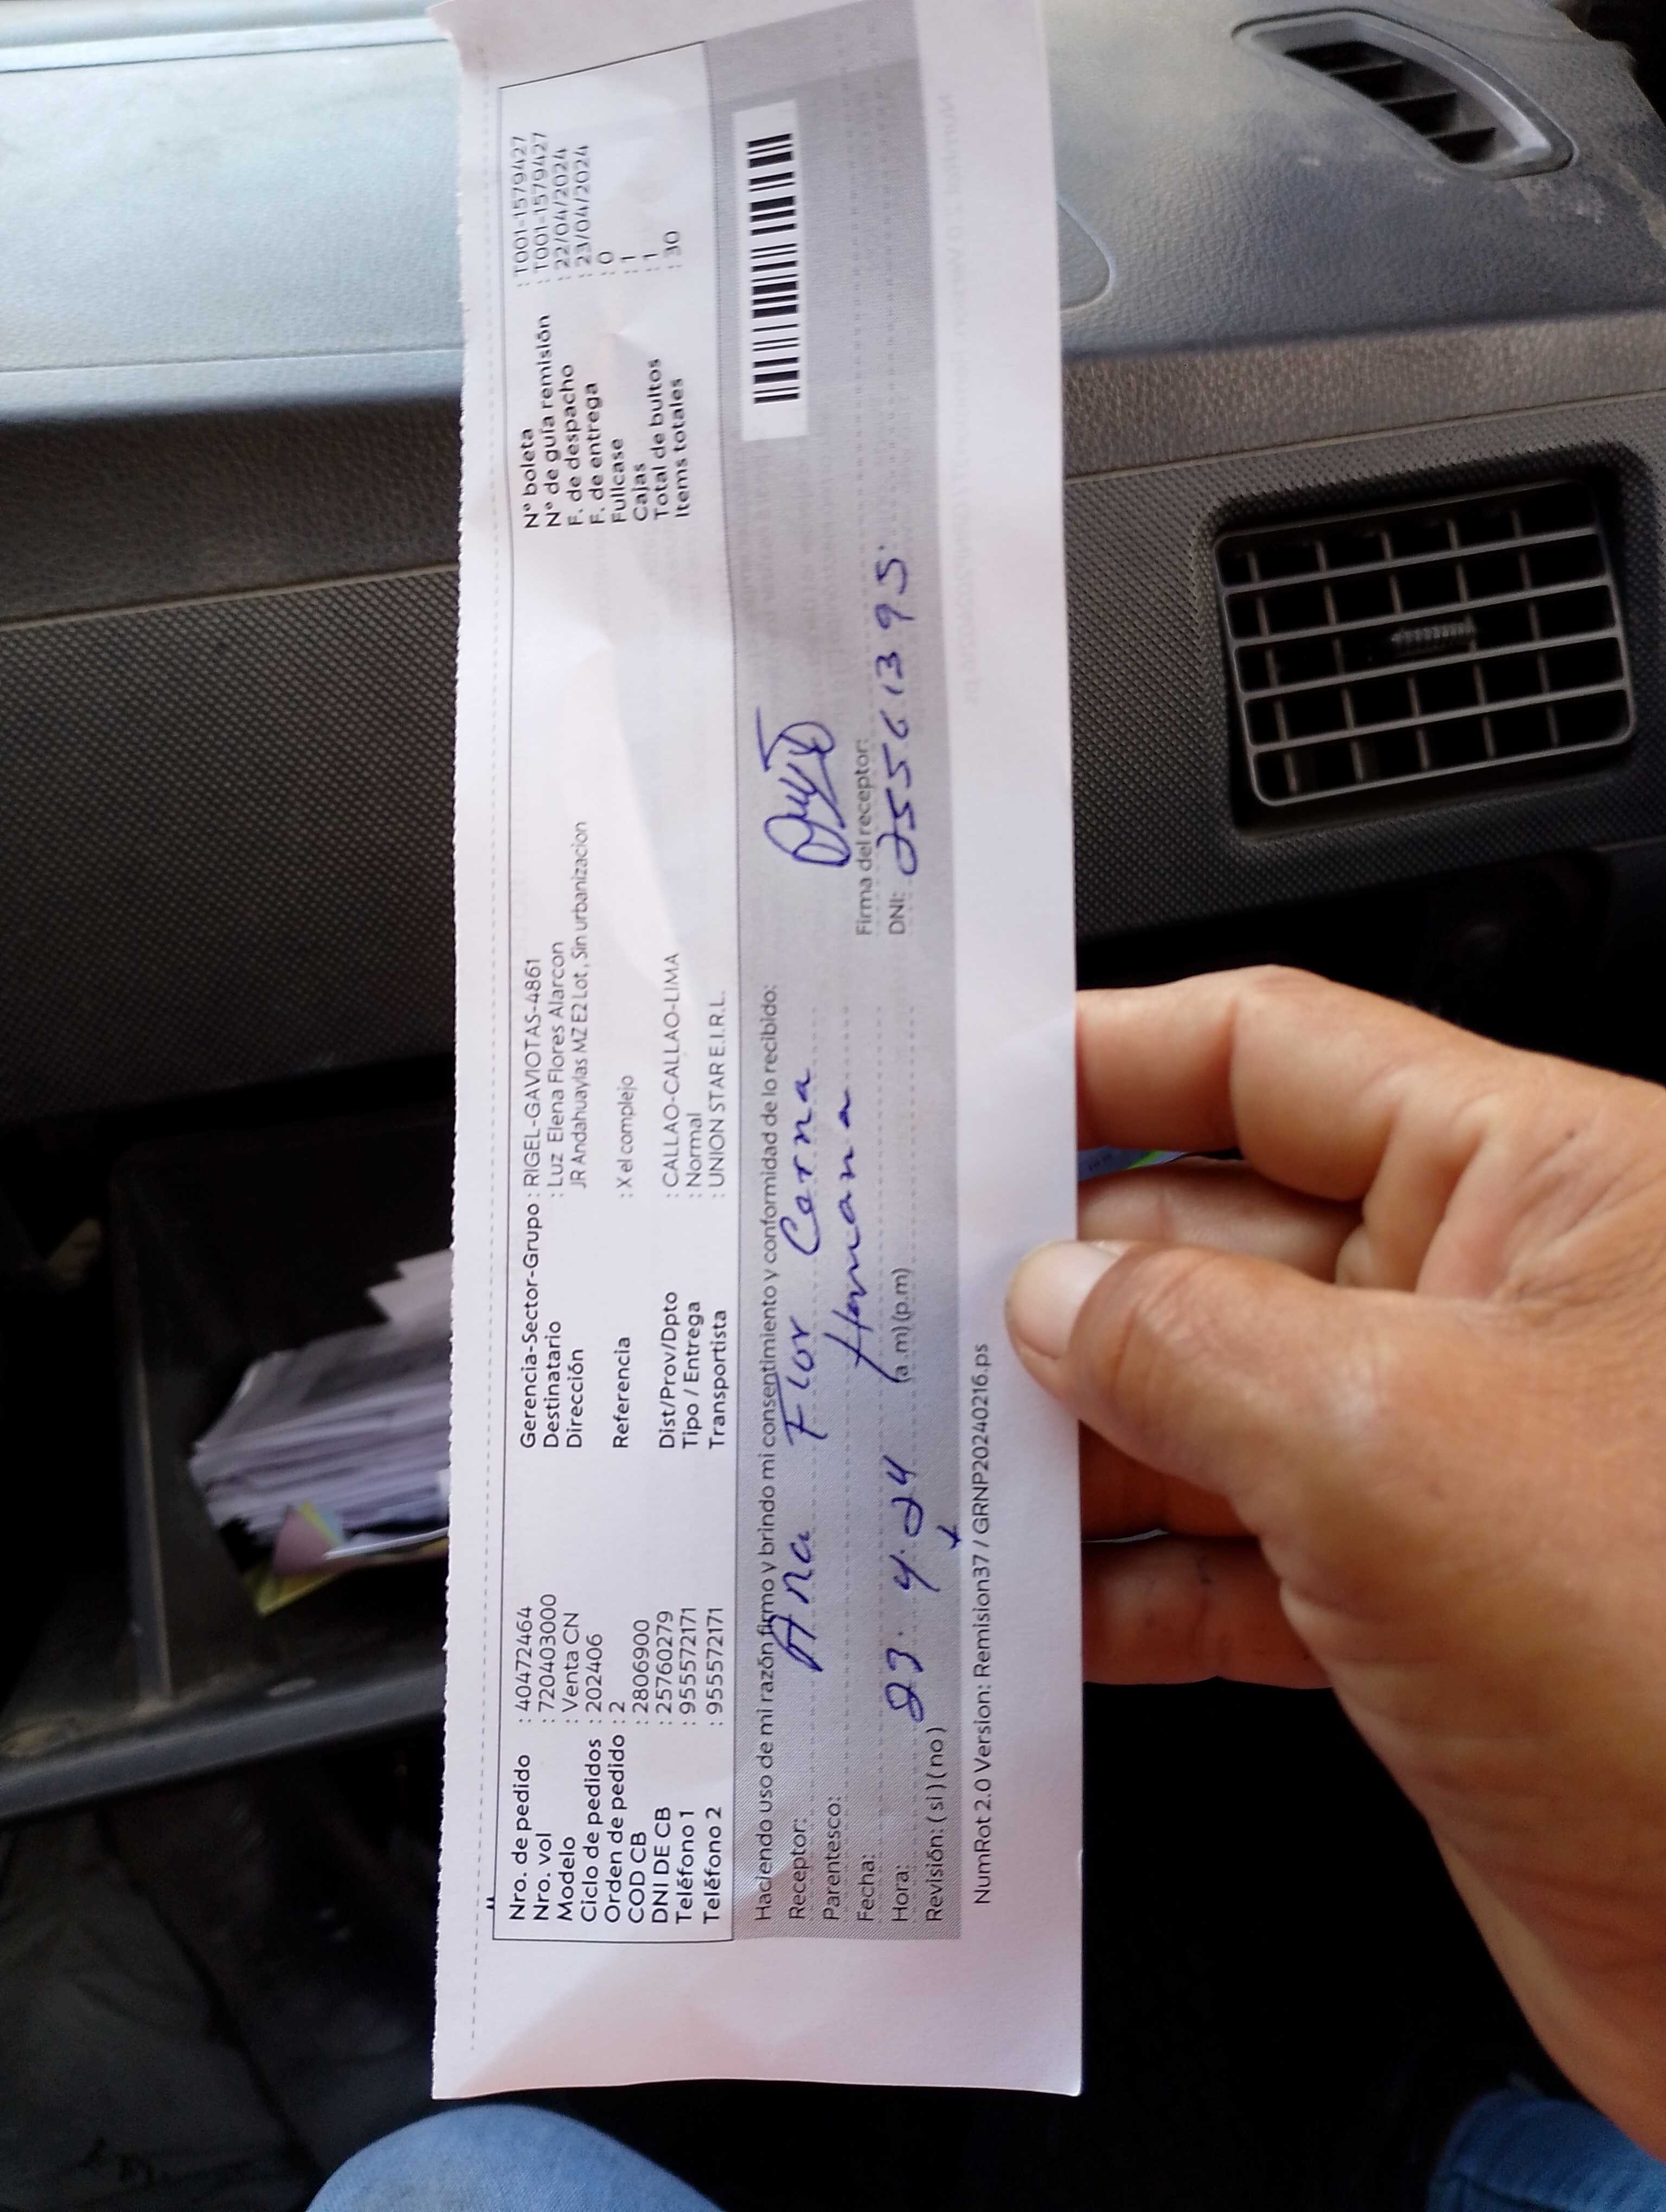 Nro. de pedido : 40472464
Nro. vol : 720403000
Modelo : Venta CN
Ciclo de pedidos : 202406
Orden de pedido : 2
COD CB : 2806900
DNI DE CB : 25760279
Teléfono 1 : 955572171
Teléfono 2 : 955572171
Gerencia-Sector-Grupo : RIGEL-GAVIOTAS-4861
Destinatario : Luz Elena Flores Alarcon
Dirección JR Andahuaylas MZ E2 Lot , Sin urbanizacion
Referencia : X el complejo
Dist/Prov/Dpto : CALLAO-CALLAO-LIMA
Tipo / Entrega : Normal
Transportista : UNION STAR E.I.R.L.
N° boleta : T001-1579427
N° de guía remisión : T001-1579427
F. de despacho : 22/04/2024
F. de entrega : 23/04/2024
Fullcase : 0
Cajas : 1
Total de bultos : 1
Items totales : 30
Haciendo uso de mi razón firmo y brindo mi consentimiento y conformidad de lo recibido:
Receptor: Ana Flor Cerna
Parentesco: Hermana
Fecha: 23. 4. 24
Hora: (a .m) (p.m)
Revisión: ( si ) ( no )
Firma del receptor:
DNI: 25561395.
NumRot 2.0 Version: Remision37 / GRNP20240216.ps